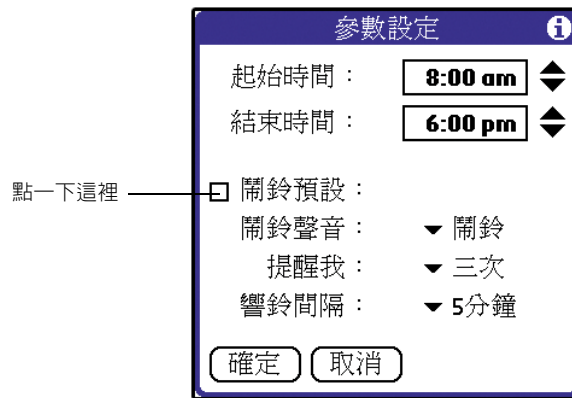 參數設定
起始時間： 8:00 am
結束時間： 6:00 pm
點一下這裡
鬧鈴預設：
鬧鈴聲音： 鬧鈴
提醒我： 三次
響鈴間隔： 5分鐘
確定 取消